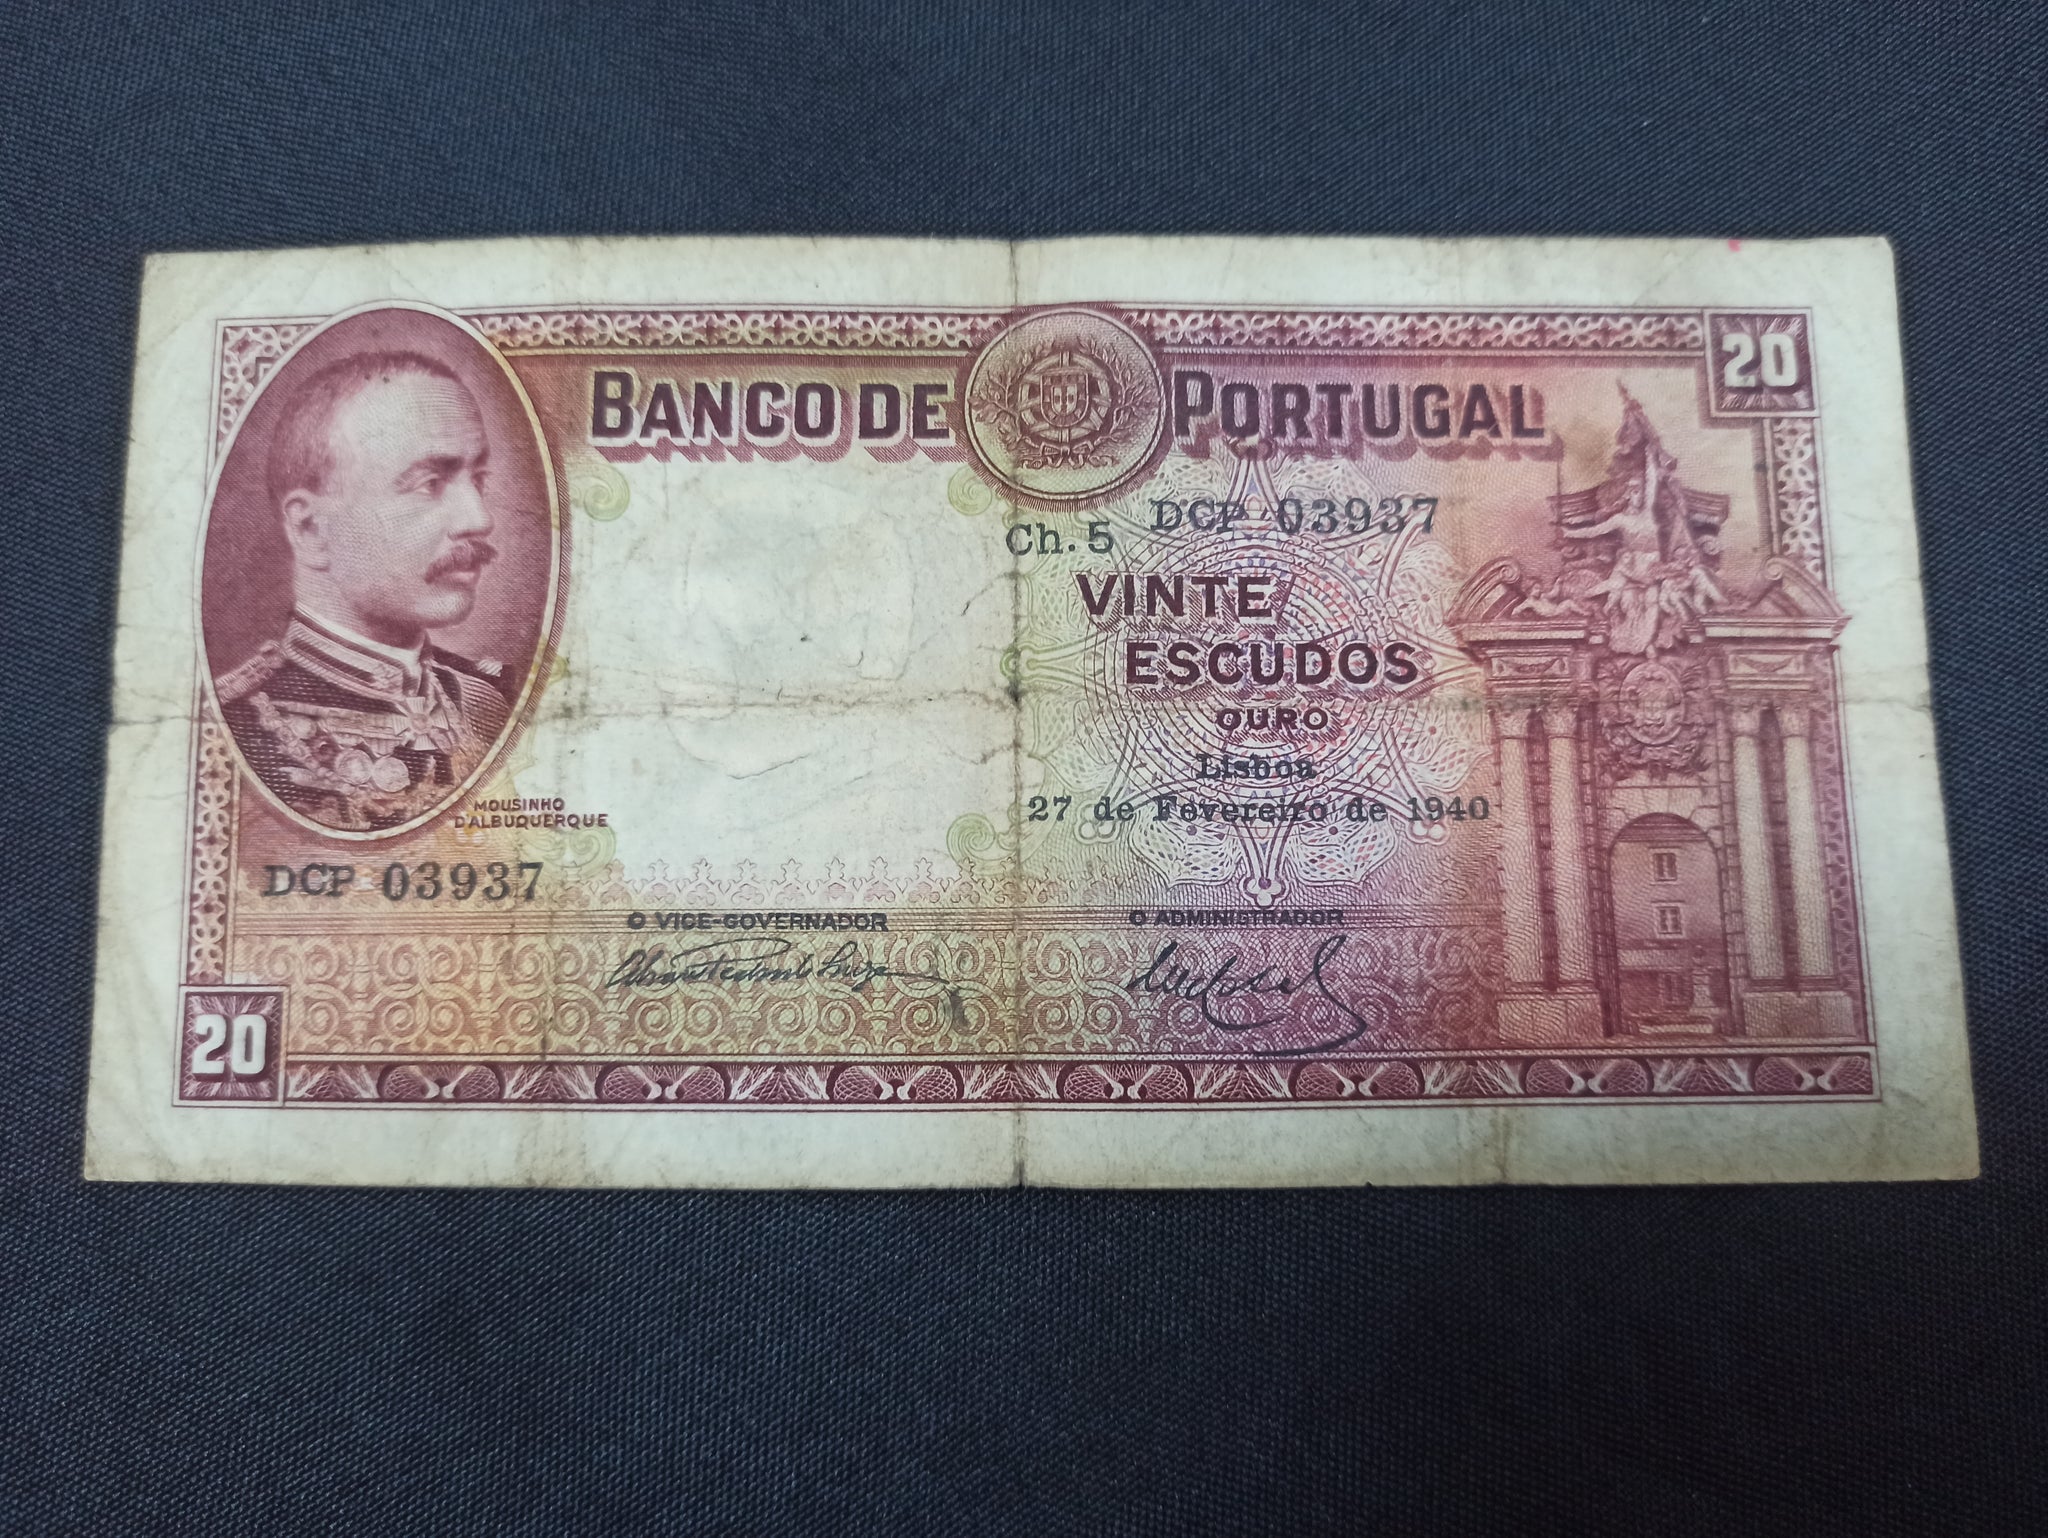 BANCO DE PORTUGAL
20
Ch. 5 DCP 03937
VINTE
ESCUDOS
OURO
Lisboa
27 de Fevereiro de 1940
MOUSINHO
D'ALBUQUERQUE
DCP 03937
O VICE-GOVERNADOR
O ADMINISTRADOR
20